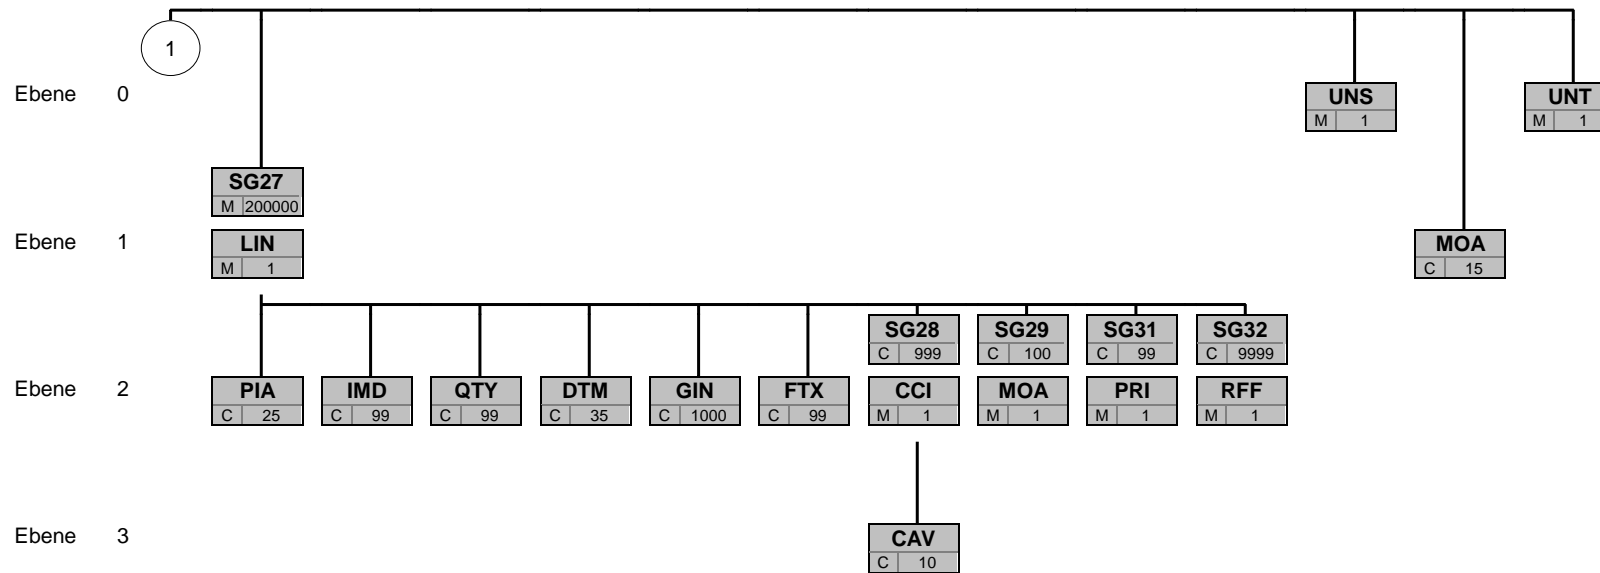 1
Ebene 0
UNS UNT
M 1 M 1
SG27
M 200000
Ebene 1
LIN MOA
M 1 C 15
SG28 SG29 SG31 SG32
C 999 C 100 C 99 C 9999
Ebene 2
PIA IMD QTY DTM GIN FTX CCI MOA PRI RFF
C 25 C 99 C 99 C 35 C 1000 C 99 M 1 M 1 M 1 M 1
Ebene 3
CAV
C 10